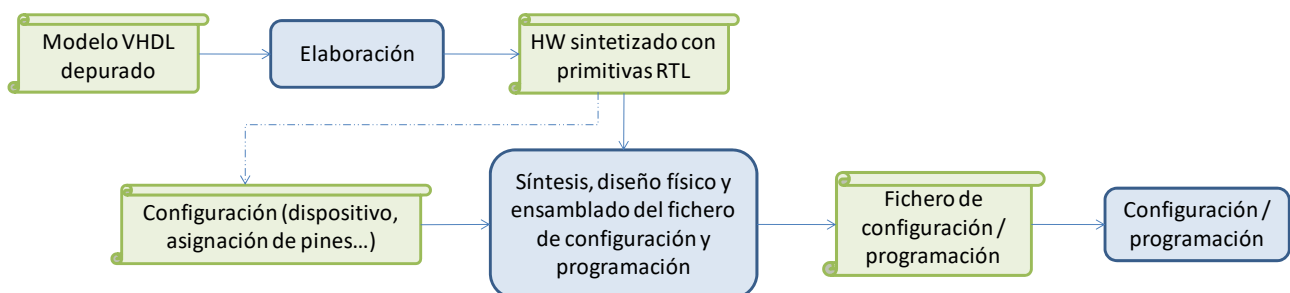 Modelo VHDL
depurado
Elaboración
HW sintetizado con
primitivas RTL
Configuración (dispositivo,
asignación de pines…)
Síntesis, diseño físico y
ensamblado del fichero
de configuración y
programación
Fichero de
configuración /
programación
Configuración /
programación